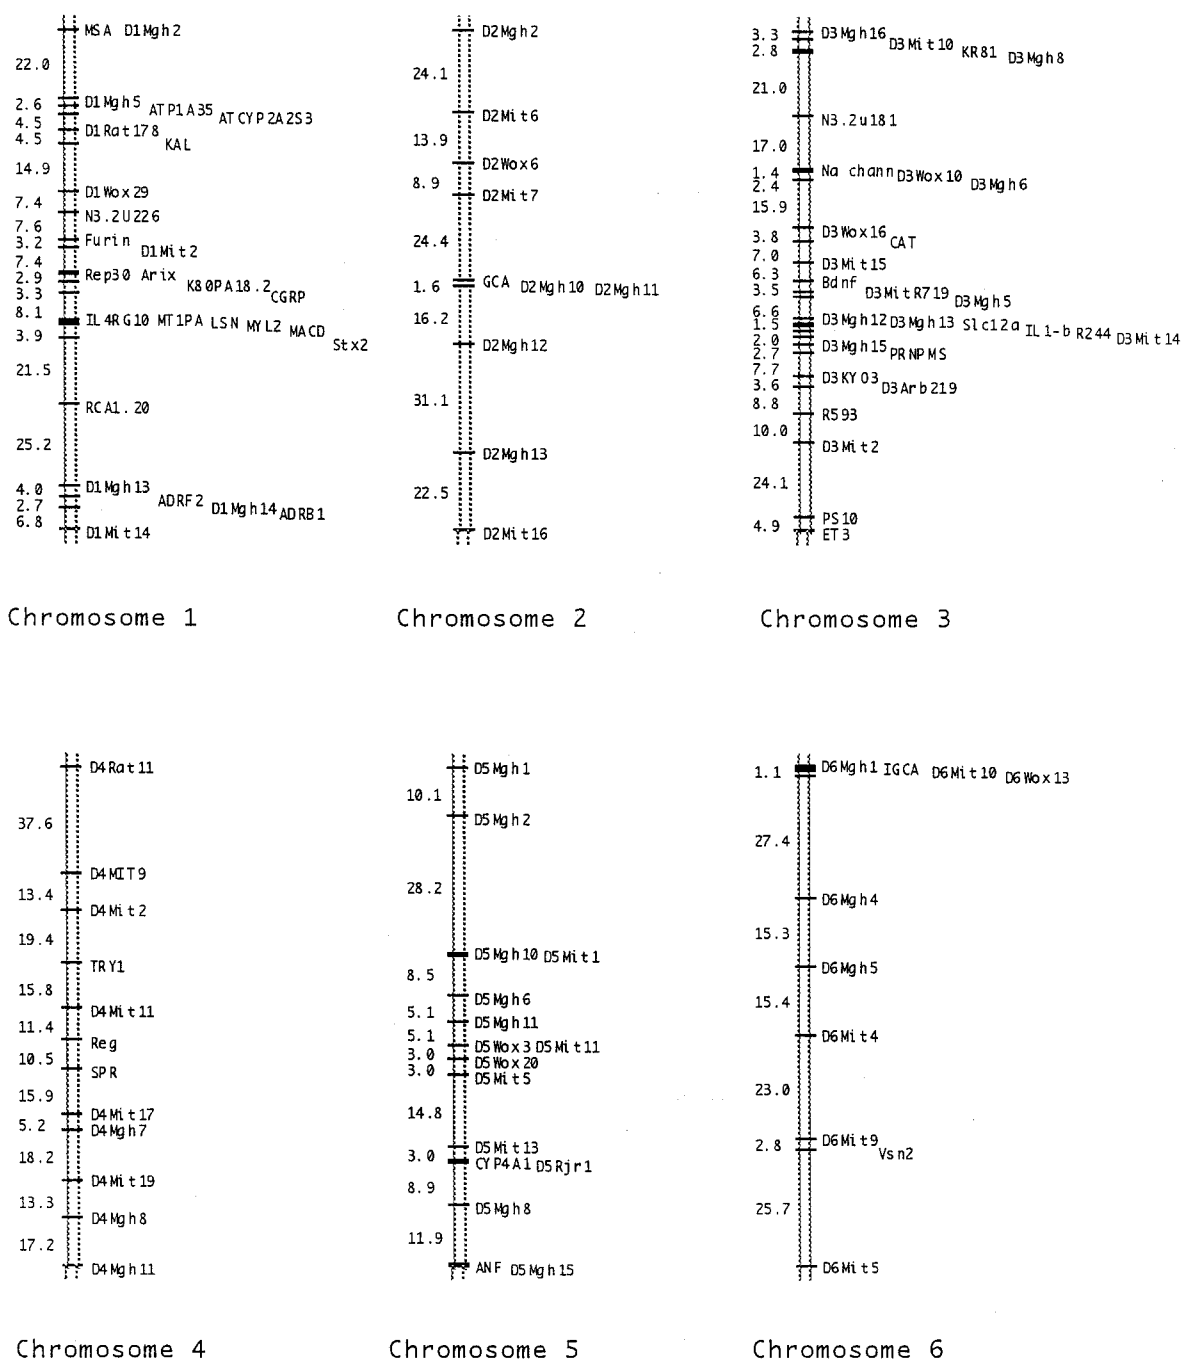 MSA D1Mgh2
22.0
2.6 D1Mgh5 ATP1A35 ATCYP2A2S3
4.5
4.5 D1Rat178 KAL
14.9
D1Wox29
7.4
N3.2U226
7.6
3.2 Furin D1Mit2
7.4
2.9 Rep30 Arix K80PA18.2 CGRP
3.3
8.1
IL4RG10 MT1PA LSN MYL2 MACD Stx2
3.9
21.5
RCA1.20
25.2
4.0 D1Mgh13 ADRF2 D1Mgh14 ADRB1
2.7
6.8
D1Mit14
Chromosome 1
D2Mgh2
24.1
D2Mit6
13.9
D2Wox6
8.9
D2Mit7
24.4
GCA D2Mgh10 D2Mgh11
1.6
16.2
D2Mgh12
31.1
D2Mgh13
22.5
D2Mit16
Chromosome 2
3.3 D3Mgh16 D3Mit10 KR81 D3Mgh8
2.8
21.0
N3.2u181
17.0
1.4 Na chann D3Wox10 D3Mgh6
2.4
15.9
D3Wox16 CAT
3.8
7.0
D3Mit15
6.3
Bdnf D3MitR719 D3Mgh5
3.5
6.6
1.5 D3Mgh12 D3Mgh13 Slc12a IL1-b R244 D3Mit14
2.0
2.7 D3Mgh15 PRNPMS
7.7
D3KYO3 D3Arb219
3.6
8.8
R593
10.0
D3Mit2
24.1
PS10
4.9
ET3
Chromosome 3
D4Rat11
37.6
D4MIT9
13.4
D4Mit2
19.4
TRY1
15.8
D4Mit11
11.4
Reg
10.5
SPR
15.9
D4Mit17
5.2
D4Mgh7
18.2
D4Mit19
13.3
D4Mgh8
17.2
D4Mgh11
Chromosome 4
D5Mgh1
10.1
D5Mgh2
28.2
D5Mgh10 D5Mit1
8.5
D5Mgh6
5.1
D5Mgh11
5.1
D5Wox3 D5Mit11
3.0
D5Wox20
3.0
D5Mit5
14.8
D5Mit13
3.0
CYP4A1 D5Rjr1
8.9
D5Mgh8
11.9
ANF D5Mgh15
Chromosome 5
D6Mgh1 IGCA D6Mit10 D6Wox13
1.1
27.4
D6Mgh4
15.3
D6Mgh5
15.4
D6Mit4
23.0
D6Mit9 Vsn2
2.8
25.7
D6Mit5
Chromosome 6